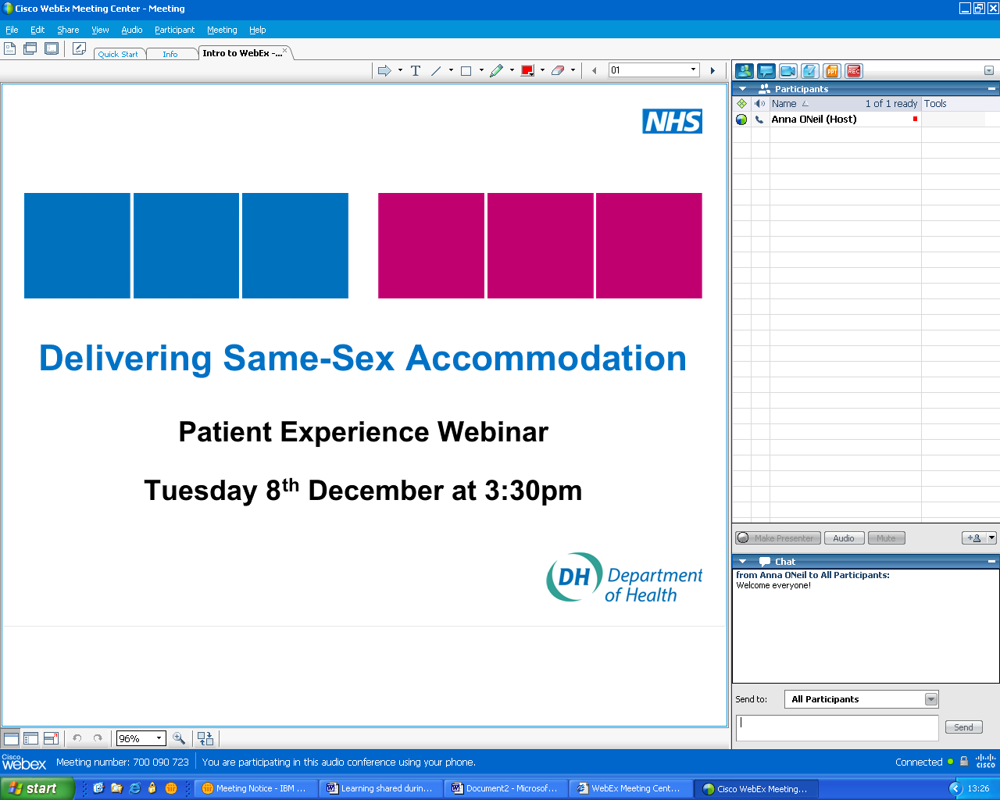 Cisco WebEx Meeting Center - Meeting
File Edit Share View Audio Participant Meeting Help
Quick Start Info Intro to WebEx -...
01
NHS
Delivering Same-Sex Accommodation
Patient Experience Webinar
Tuesday 8th December at 3:30pm
DH Department
of Health
PPT REC
Participants
Name 1 of 1 ready Tools
Anna ONeil (Host)
Make Presenter Audio Mute
Chat
from Anna ONeil to All Participants:
Welcome everyone!
Send to: All Participants
Send
96%
Cisco webex Meeting number: 700 090 723 You are participating in this audio conference using your phone. Connected cisco
start Meeting Notice - IBM ... Learning shared durin... Document2 - Microsof... WebEx Meeting Cent... Cisco WebEx Meeting... 13:26